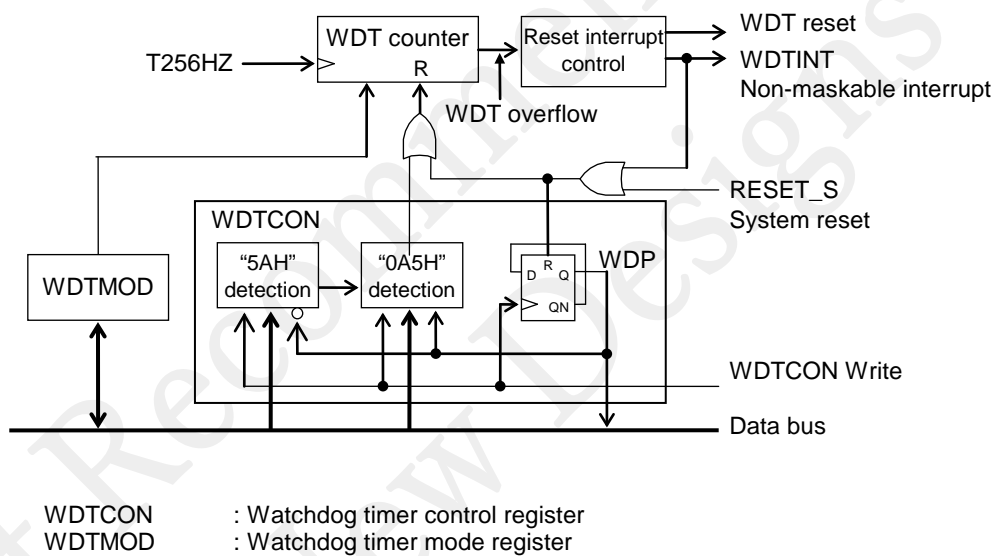 WDT counter
R
T256HZ
Reset interrupt
control
WDT reset
WDTINT
Non-maskable interrupt
WDT overflow
RESET_S
System reset
WDTCON
"5AH"
detection
"0A5H"
detection
WDP
D
R
Q
QN
WDTMOD
WDTCON Write
Data bus
WDTCON : Watchdog timer control register
WDTMOD : Watchdog timer mode register